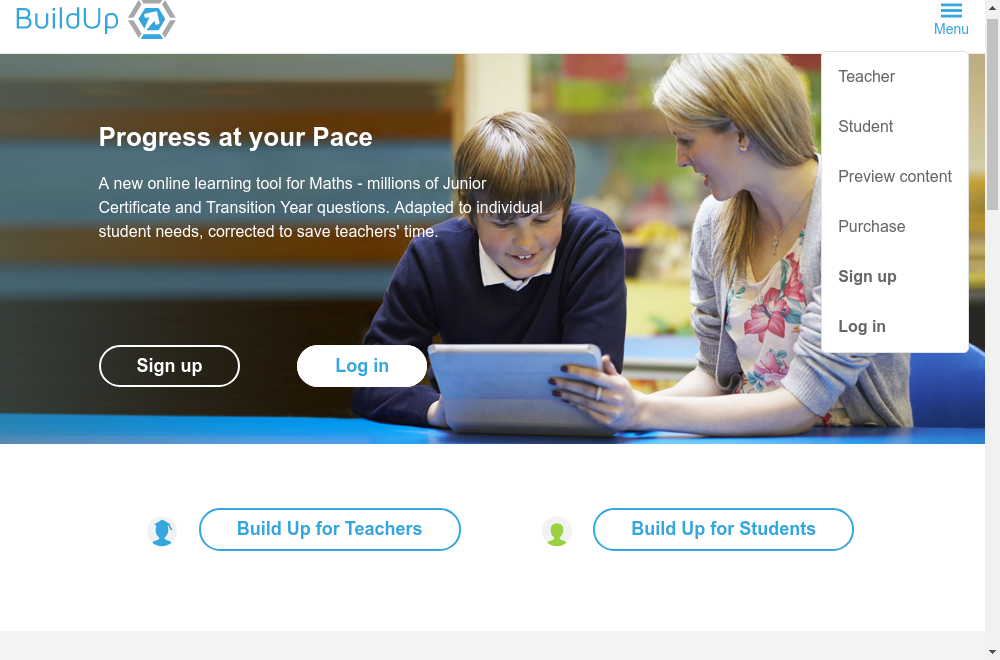 BuildUp
Menu
Teacher
Student
Preview content
Purchase
Sign up
Log in
Progress at your Pace
A new online learning tool for Maths - millions of Junior
Certificate and Transition Year questions. Adapted to individual
student needs, corrected to save teachers' time.
Sign up
Log in
Build Up for Teachers
Build Up for Students